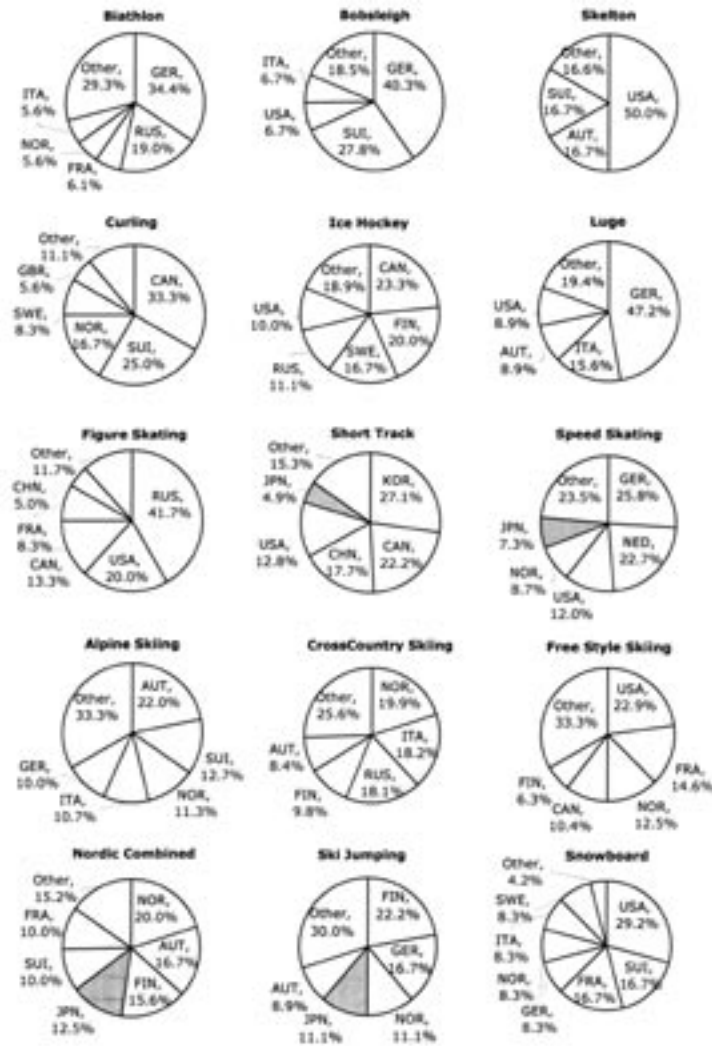 Biathlon
Other,
29.3%
GER,
34.4%
RUS,
19.0%
FRA,
6.1%
NOR,
5.6%
ITA,
5.6%
Bobsleigh
Other,
18.5%
GER,
40.3%
SUI,
27.8%
USA,
6.7%
ITA,
6.7%
Skelton
Other,
16.6%
USA,
50.0%
AUT,
16.7%
SUI,
16.7%
Curling
Other,
11.1%
CAN,
33.3%
SUI,
25.0%
NOR,
16.7%
SWE,
8.3%
GBR,
5.6%
Ice Hockey
Other,
18.9%
CAN,
23.3%
FIN,
20.0%
SWE,
16.7%
RUS,
11.1%
USA,
10.0%
Luge
Other,
19.4%
GER,
47.2%
ITA,
15.6%
AUT,
8.9%
USA,
8.9%
Figure Skating
Other,
11.7%
RUS,
41.7%
USA,
20.0%
CAN,
13.3%
FRA,
8.3%
CHN,
5.0%
Short Track
Other,
15.3%
KOR,
27.1%
CAN,
22.2%
CHN,
17.7%
USA,
12.8%
JPN,
4.9%
Speed Skating
Other,
23.5%
GER,
25.8%
NED,
22.7%
USA,
12.0%
NOR,
8.7%
JPN,
7.3%
Alpine Skiing
Other,
33.3%
AUT,
22.0%
SUI,
12.7%
NOR,
11.3%
ITA,
10.7%
GER,
10.0%
CrossCountry Skiing
Other,
25.6%
NOR,
19.9%
ITA,
18.2%
RUS,
18.1%
FIN,
9.8%
AUT,
8.4%
Free Style Skiing
Other,
33.3%
USA,
22.9%
FRA,
14.6%
NOR,
12.5%
CAN,
10.4%
FIN,
6.3%
Nordic Combined
Other,
15.2%
NOR,
20.0%
AUT,
16.7%
FIN,
15.6%
JPN,
12.5%
SUI,
10.0%
FRA,
10.0%
Ski Jumping
Other,
30.0%
FIN,
22.2%
GER,
16.7%
NOR,
11.1%
JPN,
11.1%
AUT,
8.9%
Snowboard
Other,
4.2%
USA,
29.2%
SUI,
16.7%
FRA,
16.7%
GER,
8.3%
NOR,
8.3%
ITA,
8.3%
SWE,
8.3%